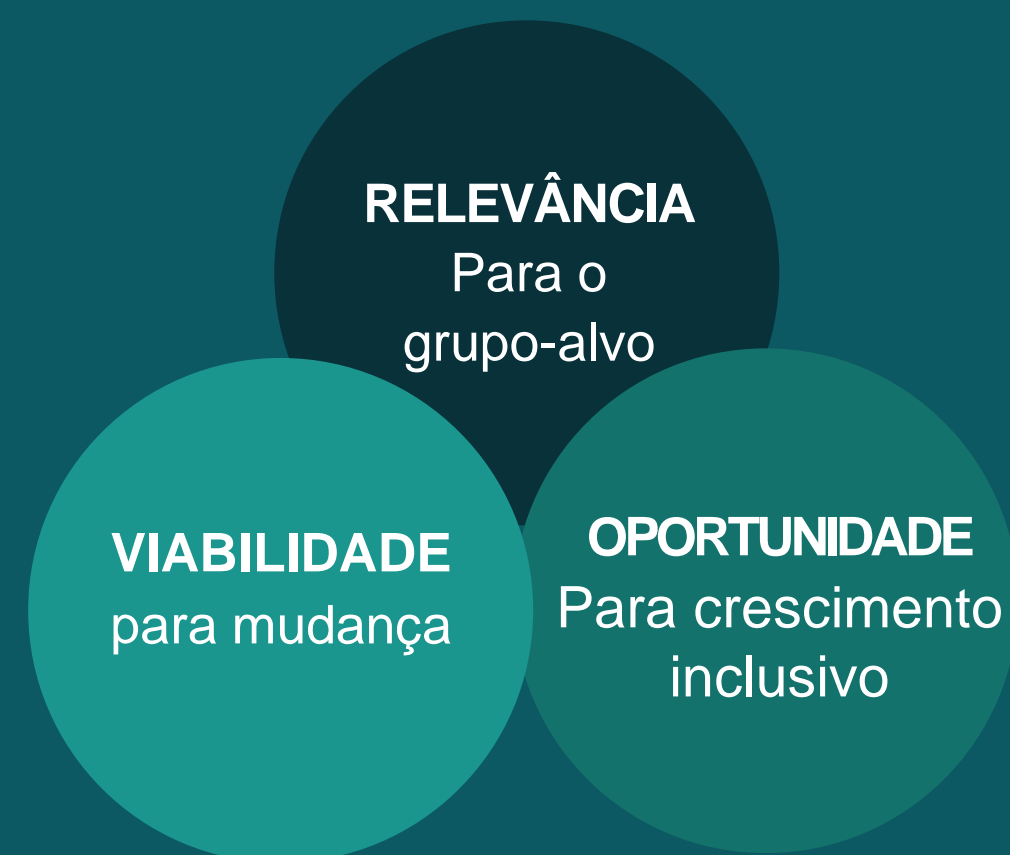 RELEVÂNCIA
Para o
grupo-alvo
VIABILIDADE
para mudança
OPORTUNIDADE
Para crescimento
inclusivo